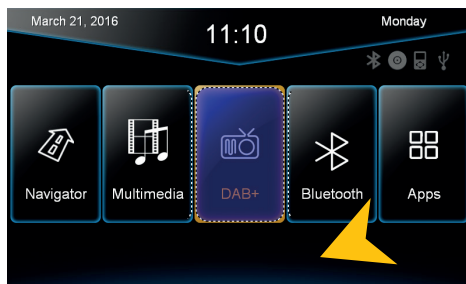 March 21, 2016
11:10
Monday
Navigator
Multimedia
DAB+
Bluetooth
Apps